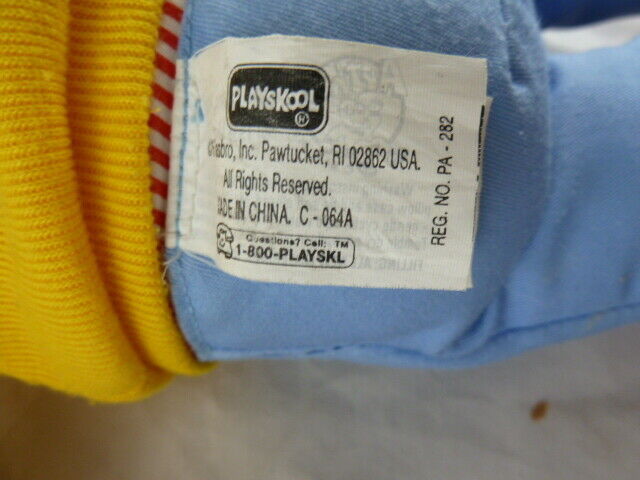 PLAYSKOOL
®
Hasbro, Inc. Pawtucket, RI 02862 USA.
All Rights Reserved.
MADE IN CHINA. C - 064A
Questions? Call: TM
1-800-PLAYSKL
REG. NO. PA - 282